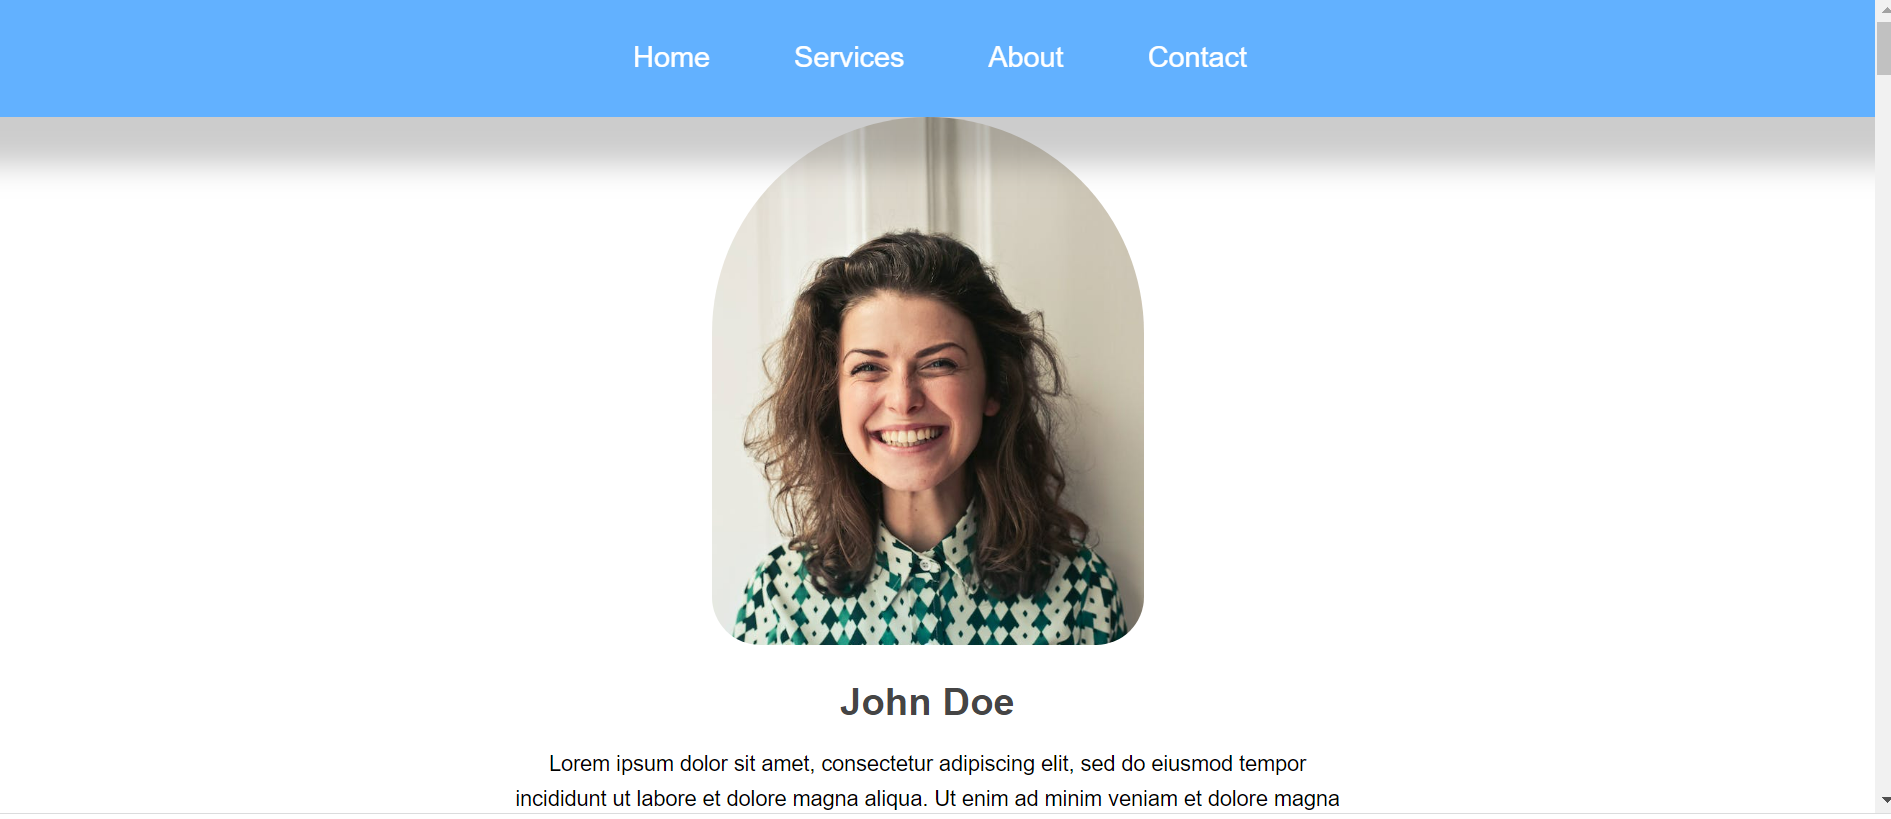 Home Services About Contact
John Doe
Lorem ipsum dolor sit amet, consectetur adipiscing elit, sed do eiusmod tempor
incididunt ut labore et dolore magna aliqua. Ut enim ad minim veniam et dolore magna